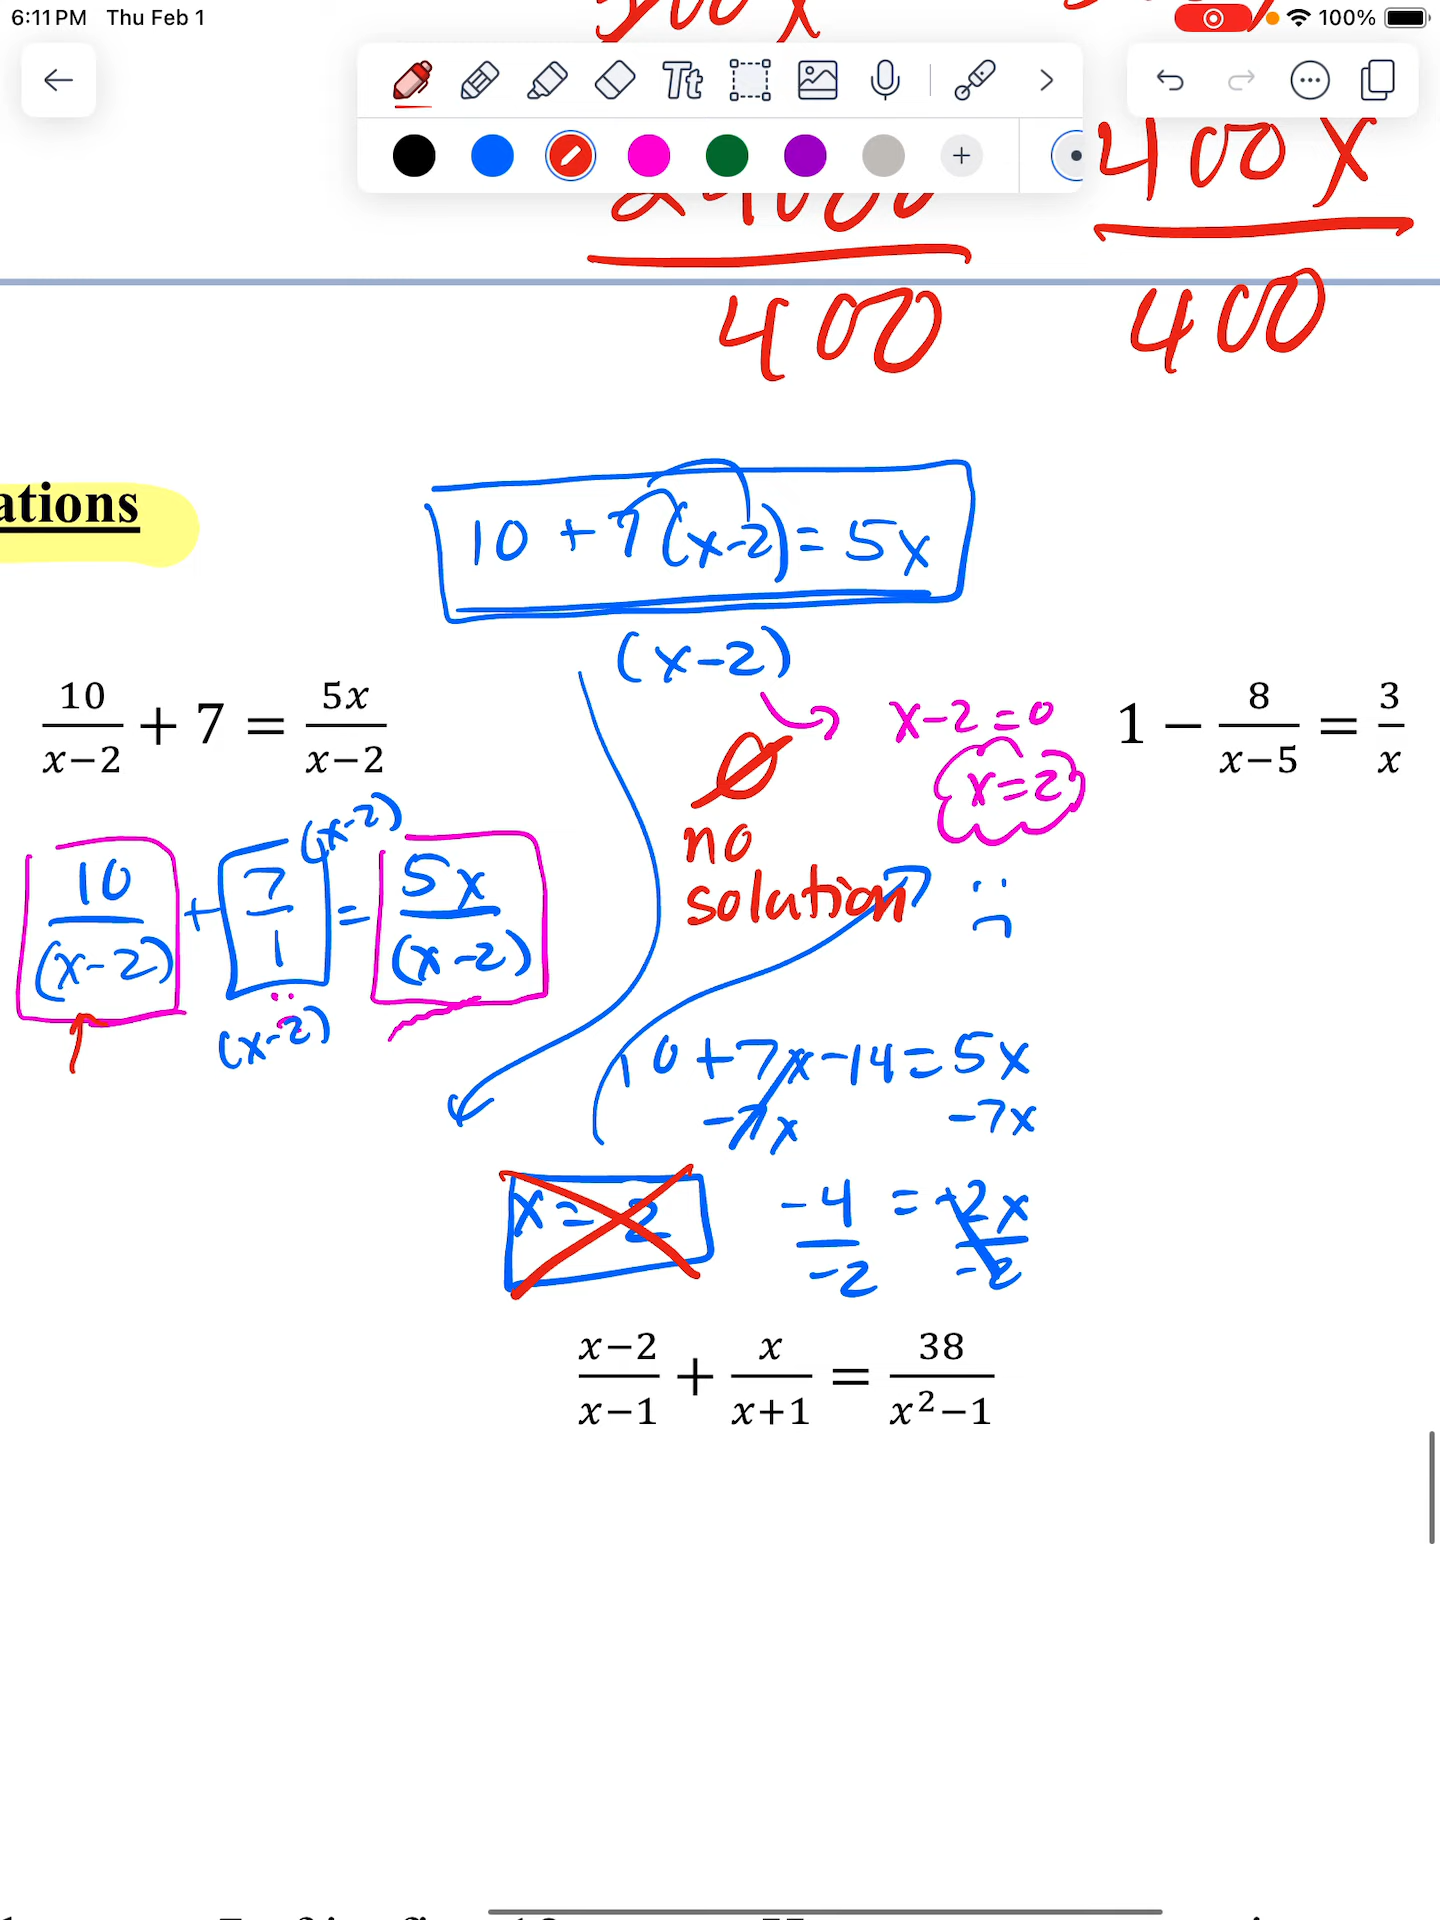 6:11 PM Thu Feb 1
100%
Tt
400 X
400
400
ations
10 + 7(x-2) = 5x
(x-2)
10/(x−2) + 7 = 5x/(x−2)
x-2=0
x=2
1 − 8/(x−5) = 3/x
Ø
no
solution
(x-2)
10/(x-2) + 7/1 = 5x/(x-2)
(x-2)
10+7x-14=5x
-7x -7x
x=2
-4/-2 = -2x/-2
(x−2)/(x−1) + x/(x+1) = 38/(x²−1)